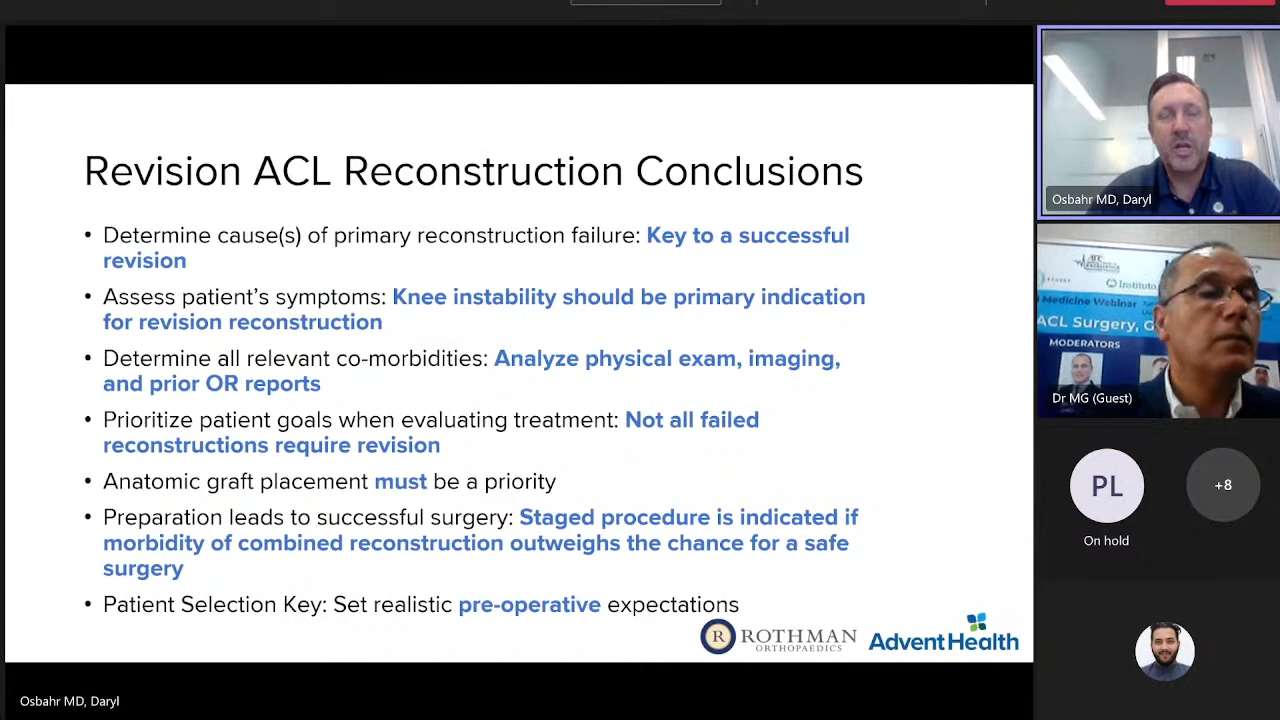 Revision ACL Reconstruction Conclusions
• Determine cause(s) of primary reconstruction failure: Key to a successful
revision
• Assess patient's symptoms: Knee instability should be primary indication
for revision reconstruction
• Determine all relevant co-morbidities: Analyze physical exam, imaging,
and prior OR reports
• Prioritize patient goals when evaluating treatment: Not all failed
reconstructions require revision
• Anatomic graft placement must be a priority
• Preparation leads to successful surgery: Staged procedure is indicated if
morbidity of combined reconstruction outweighs the chance for a safe
surgery
• Patient Selection Key: Set realistic pre-operative expectations
R ROTHMAN
ORTHOPAEDICS
AdventHealth
Osbahr MD, Daryl
Osbahr MD, Daryl
Instituto
Medicine Webinar
ACL Surgery, G
MODERATORS
Dr MG (Guest)
PL
On hold
+8